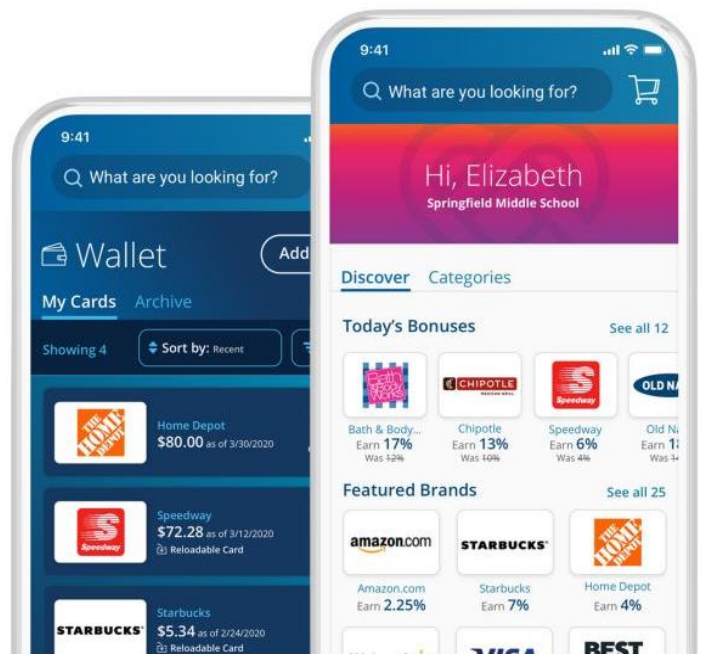 9:41
What are you looking for?
Wallet
Add
My Cards Archive
Showing 4
Sort by: Recent
THE HOME DEPOT
Home Depot
$80.00 as of 3/30/2020
Speedway
Speedway
$72.28 as of 3/12/2020
Reloadable Card
STARBUCKS®
Starbucks
$5.34 as of 2/24/2020
Reloadable Card
9:41
What are you looking for?
Hi, Elizabeth
Springfield Middle School
Discover Categories
Today's Bonuses See all 12
Bath & Body Works
CHIPOTLE
MEXICAN GRILL
Speedway
OLD NA
Bath & Body... Chipotle Speedway Old Na
Earn 17% Earn 13% Earn 6% Earn 18
Was 12% Was 10% Was 4% Was
Featured Brands See all 25
amazon.com STARBUCKS® THE HOME DEPOT
Amazon.com Starbucks Home Depot
Earn 2.25% Earn 7% Earn 4%
VISA BEST